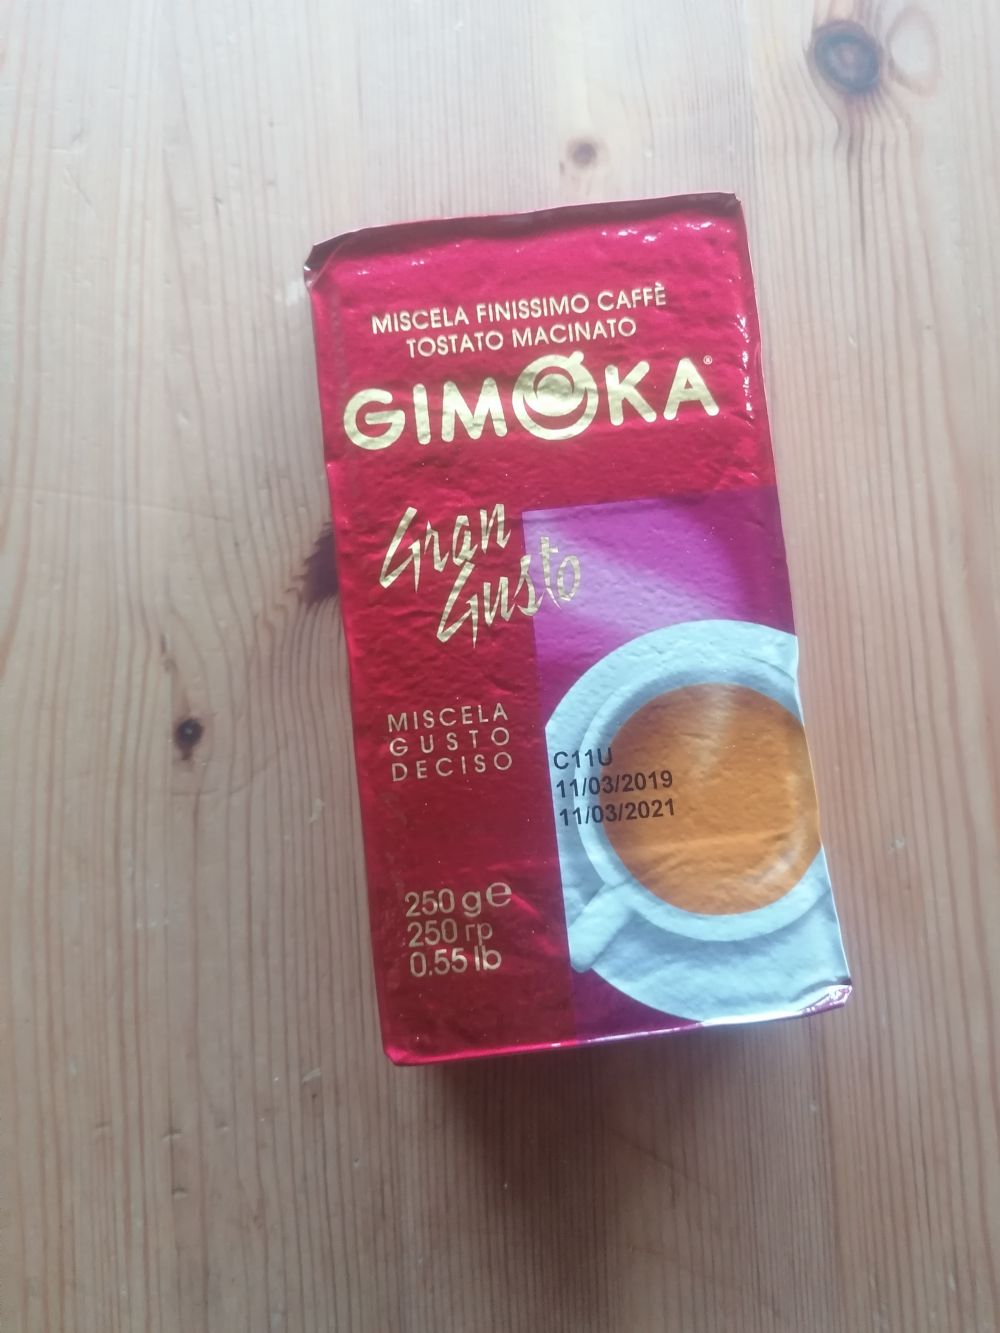 MISCELA FINISSIMO CAFFÈ
TOSTATO MACINATO
GIMOKA®
Gran
Gusto
MISCELA
GUSTO
DECISO
C11U
11/03/2019
11/03/2021
250 g℮
250 гр
0.55 lb